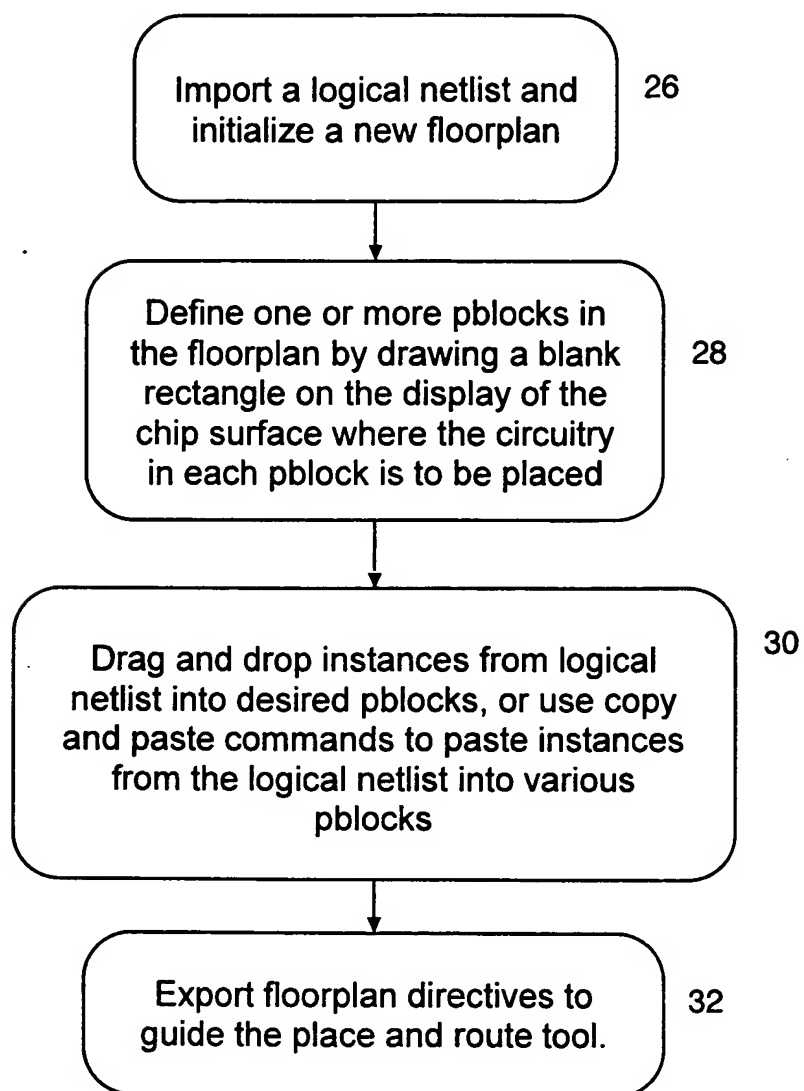 Import a logical netlist and
initialize a new floorplan
26
Define one or more pblocks in
the floorplan by drawing a blank
rectangle on the display of the
chip surface where the circuitry
in each pblock is to be placed
28
Drag and drop instances from logical
netlist into desired pblocks, or use copy
and paste commands to paste instances
from the logical netlist into various
pblocks
30
Export floorplan directives to
guide the place and route tool.
32